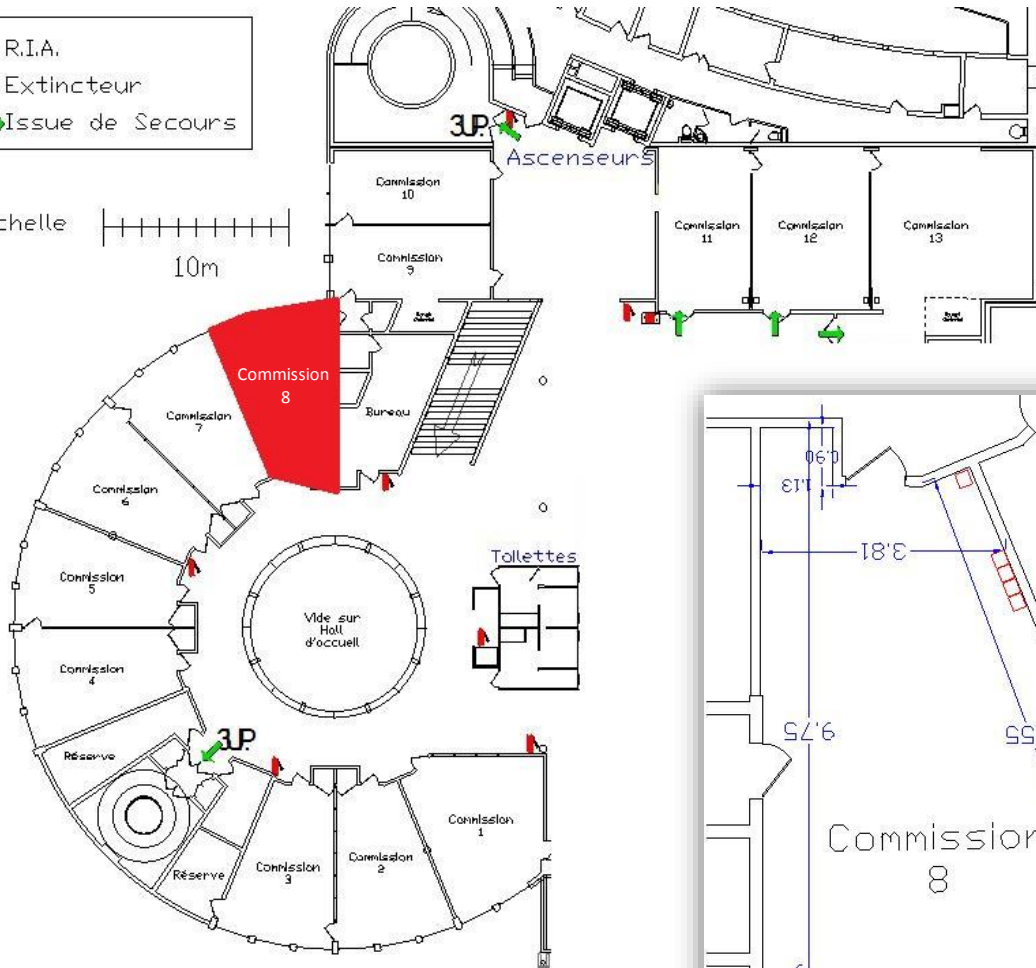 R.I.A.
Extincteur
Issue de Secours
chelle
10m
3UP.
Ascenseurs
Commission
10
Commission
9
Commission
11
Commission
12
Commission
13
Commission
8
Commission
7
Bureau
Commission
6
Commission
5
Toilettes
Vide sur
Hall
d'accueil
Commission
4
Réserve
3UP.
Commission
1
Commission
2
Commission
3
Réserve
0.90
1.13
3.81
9.75
55
Commission
8